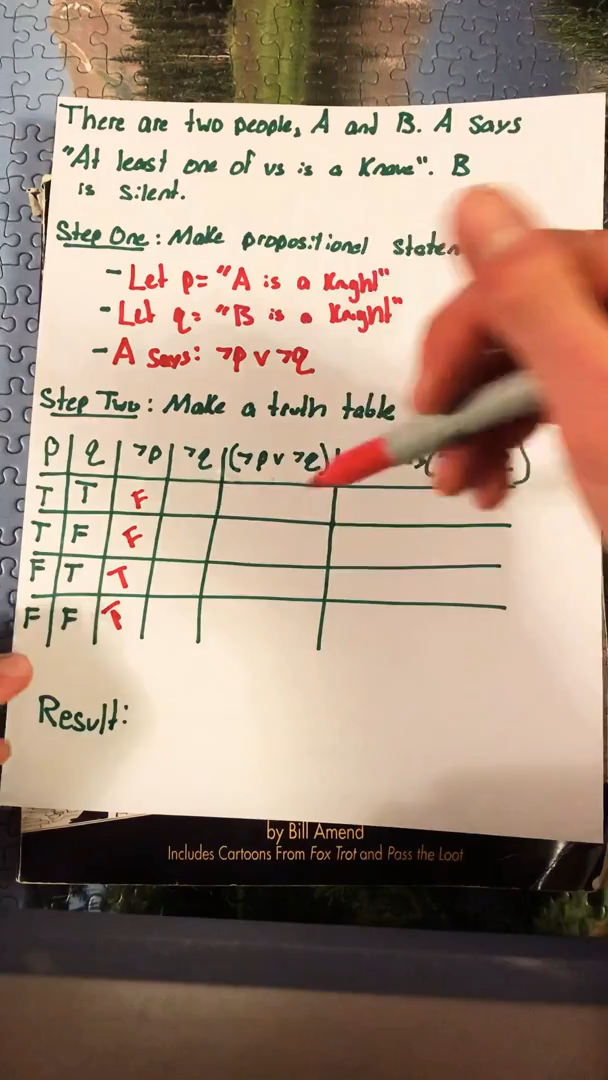 There are two people, A and B. A says
"At least one of us is a Knave". B
is silent.
Step One: Make propositional
- Let p= "A is a Knight"
- Let q= "B is a Knight"
- A says: ¬p ∨ ¬q
Step Two: Make a truth table
p q ¬p ¬q (¬p ∨ ¬q)
T T F
T F F
F T T
F F T
Result:
by Bill Amend
Includes Cartoons From Fox Trot and Pass the Loot